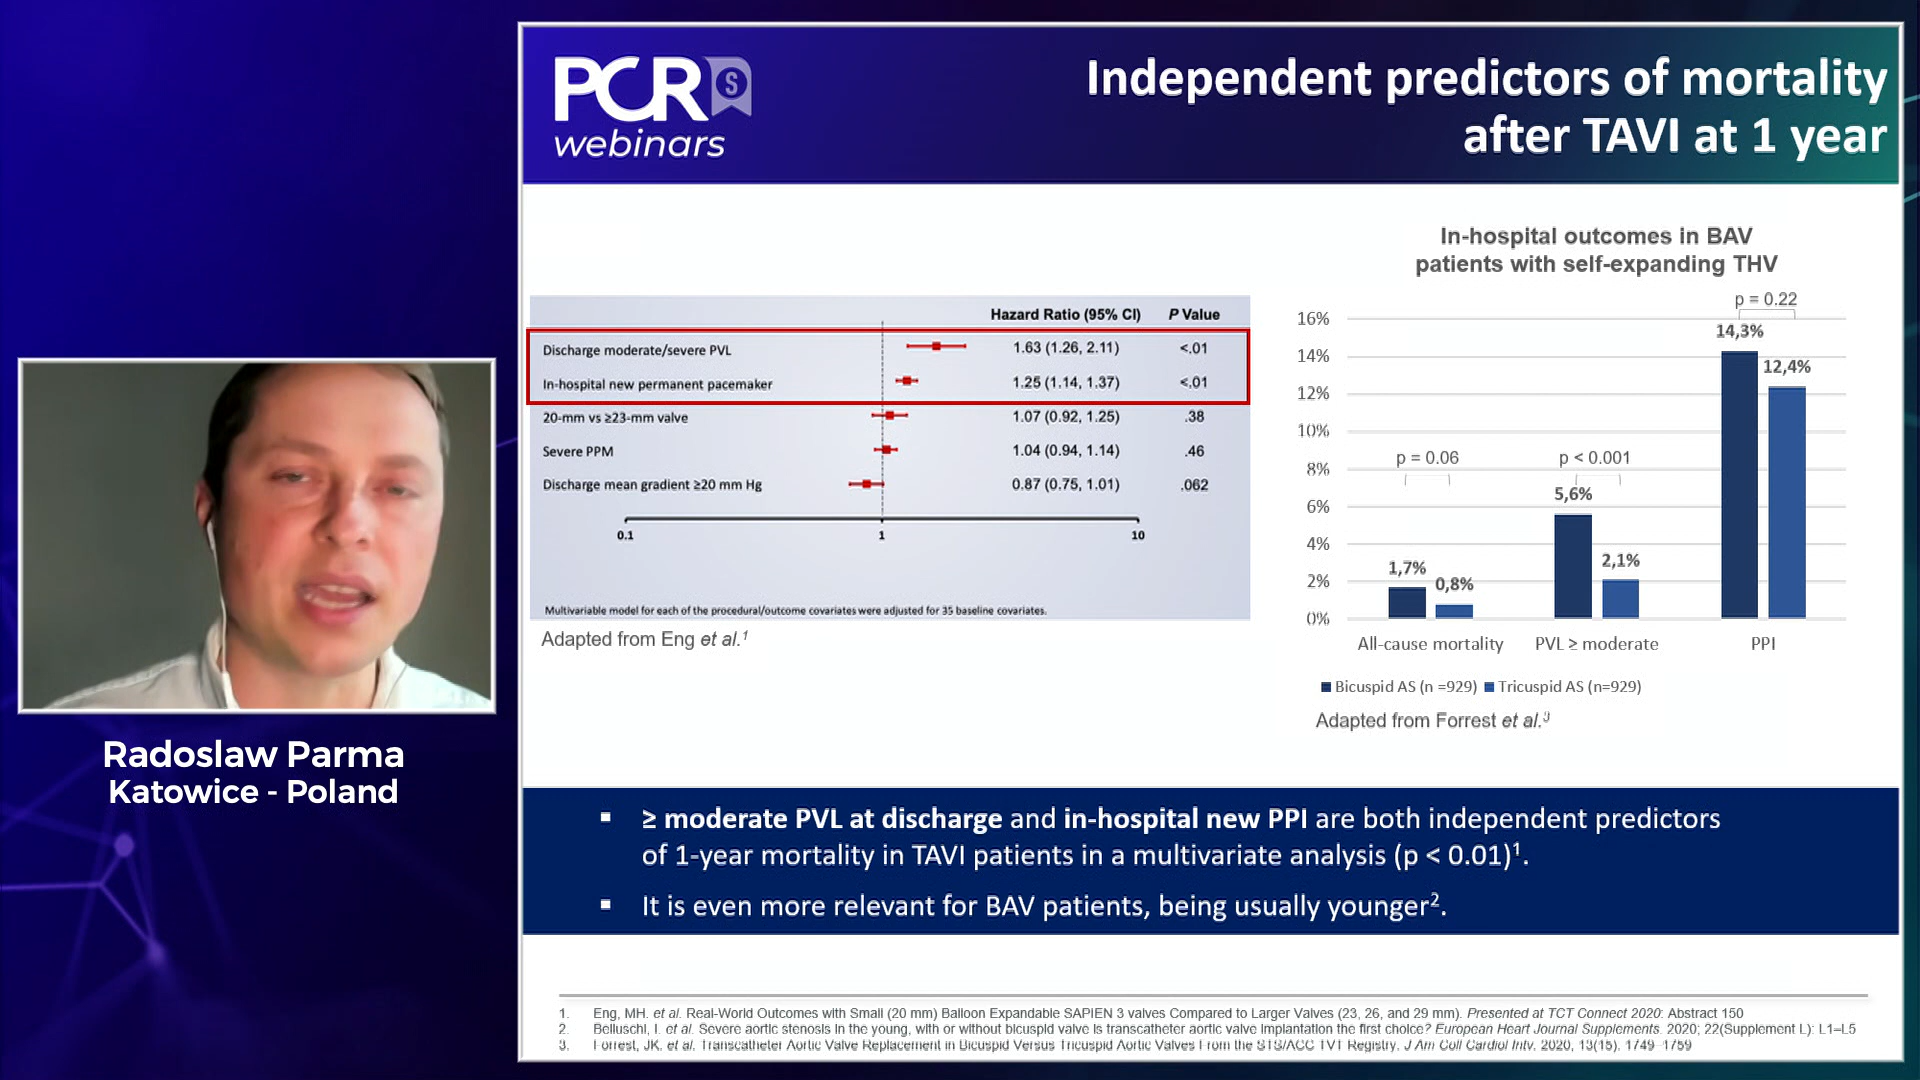 PCR
S
webinars
Independent predictors of mortality
after TAVI at 1 year
Hazard Ratio (95% CI) P Value
Discharge moderate/severe PVL 1.63 (1.26, 2.11) <.01
In-hospital new permanent pacemaker 1.25 (1.14, 1.37) <.01
20-mm vs ≥23-mm valve 1.07 (0.92, 1.25) .38
Severe PPM 1.04 (0.94, 1.14) .46
Discharge mean gradient ≥20 mm Hg 0.87 (0.75, 1.01) .062
0.1 1 10
Multivariable model for each of the procedural/outcome covariates were adjusted for 35 baseline covariates.
Adapted from Eng et al.¹
In-hospital outcomes in BAV
patients with self-expanding THV
p = 0.22
16%
14,3%
14%
12,4%
12%
10%
p = 0.06 p < 0.001
8%
5,6%
6%
4%
1,7% 0,8% 2,1%
2%
0%
All-cause mortality PVL ≥ moderate PPI
Bicuspid AS (n =929) Tricuspid AS (n=929)
Adapted from Forrest et al.³
Radoslaw Parma
Katowice - Poland
▪ ≥ moderate PVL at discharge and in-hospital new PPI are both independent predictors
of 1-year mortality in TAVI patients in a multivariate analysis (p < 0.01)¹.
▪ It is even more relevant for BAV patients, being usually younger².
1. Eng, MH. et al. Real-World Outcomes with Small (20 mm) Balloon Expandable SAPIEN 3 valves Compared to Larger Valves (23, 26, and 29 mm). Presented at TCT Connect 2020: Abstract 150
2. Belluschi, I. et al. Severe aortic stenosis in the young, with or without bicuspid valve is transcatheter aortic valve implantation the first choice? European Heart Journal Supplements. 2020; 22(Supplement L): L1–L5
3. Forrest, JK. et al. Transcatheter Aortic Valve Replacement in Bicuspid Versus Tricuspid Aortic Valves From the STS/ACC TVT Registry. J Am Coll Cardiol Intv. 2020, 13(15). 1749–1759